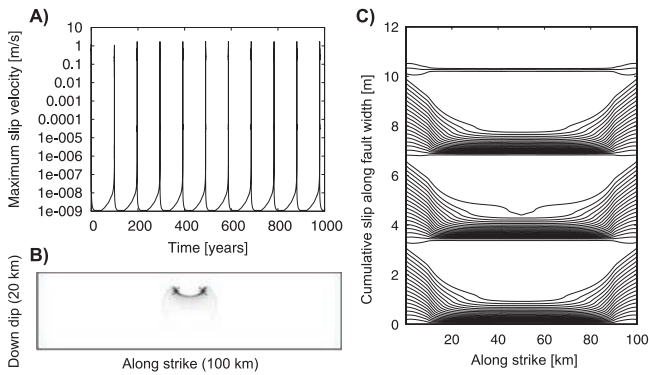 A)
Maximum slip velocity [m/s]
10
1
0.1
0.01
0.001
0.0001
1e-005
1e-006
1e-007
1e-008
1e-009
0 200 400 600 800 1000
Time [years]
B)
Down dip (20 km)
Along strike (100 km)
C)
Cumulative slip along fault width [m]
12
10
8
6
4
2
0
20 40 60 80 100
Along strike [km]